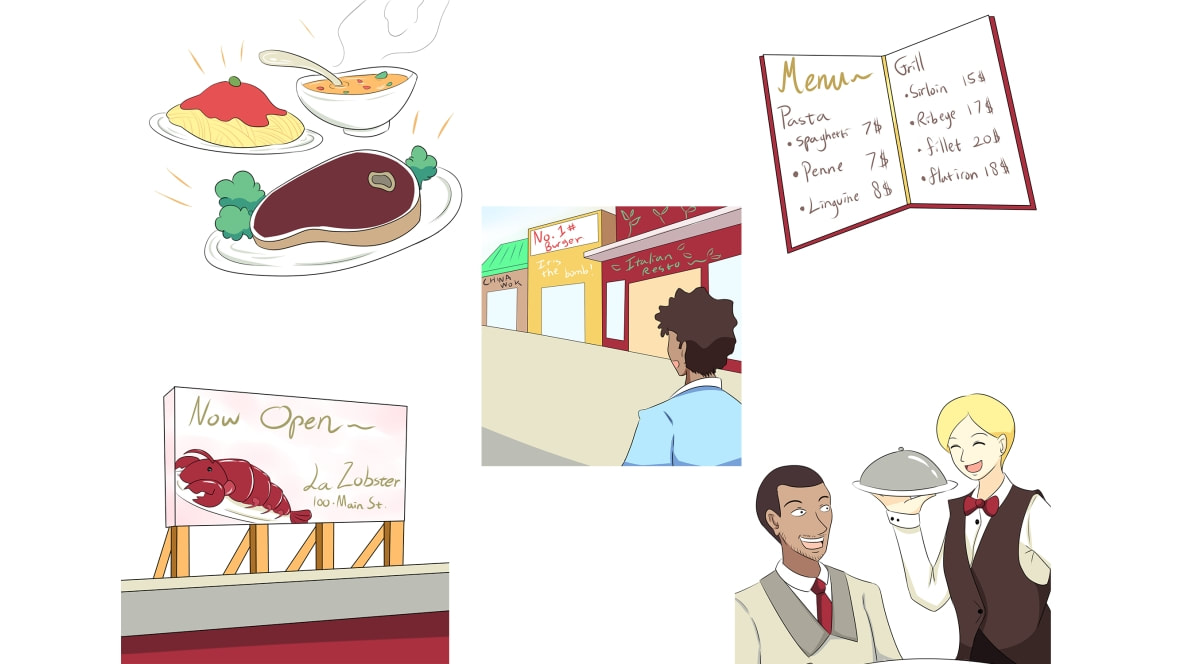 Menu~
Pasta
• Spaghetti 7$
• Penne 7$
• Linguine 8$
Grill
• Sirloin 15$
• Ribeye 17$
• fillet 20$
• flatiron 18$
CHINA
WOK
No. 1#
Burger
It's
the bomb!
Italian
Resto
Now Open~
La Lobster
100. Main St.